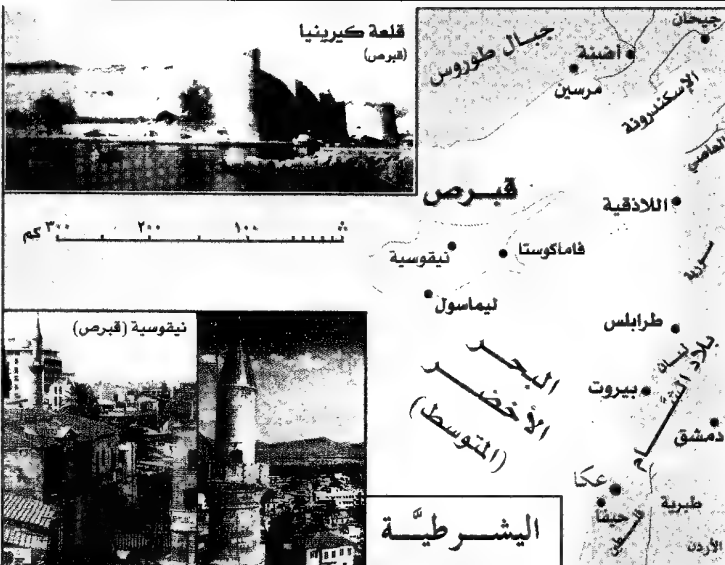 قلعة كيرينيا
(قبرص)
جيحان
جبال طوروس
أضنة
مرسين
الإسكندرونة
العاصي
قبرص
اللاذقية
٣٠٠ كم
٢٠٠
١٠٠
سورية
نيقوسية
فاماكوستا
ليماسول
طرابلس
نيقوسية (قبرص)
البحر
الأخضر
(المتوسط)
لبنان
بلاد الشام
بيروت
دمشق
عكا
حيفا
طبرية
فلسطين
الأردن
اليشرطيَّة